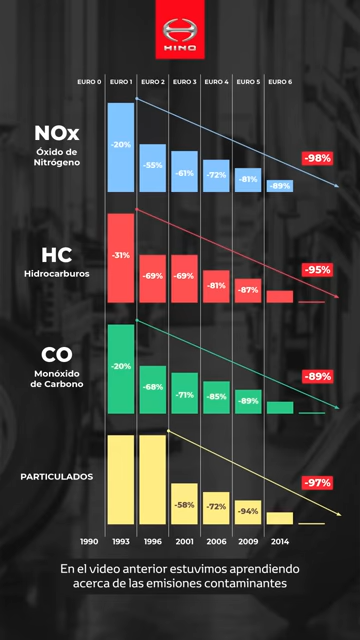 HINO
EURO 0 EURO 1 EURO 2 EURO 3 EURO 4 EURO 5 EURO 6
NOx
Óxido de
Nitrógeno
-20%
-55%
-61%
-72%
-81%
-89%
-98%
HC
Hidrocarburos
-31%
-69%
-69%
-81%
-87%
-95%
CO
Monóxido
de Carbono
-20%
-68%
-71%
-85%
-89%
-89%
PARTICULADOS
-58%
-72%
-94%
-97%
1990 1993 1996 2001 2006 2009 2014
En el video anterior estuvimos aprendiendo
acerca de las emisiones contaminantes